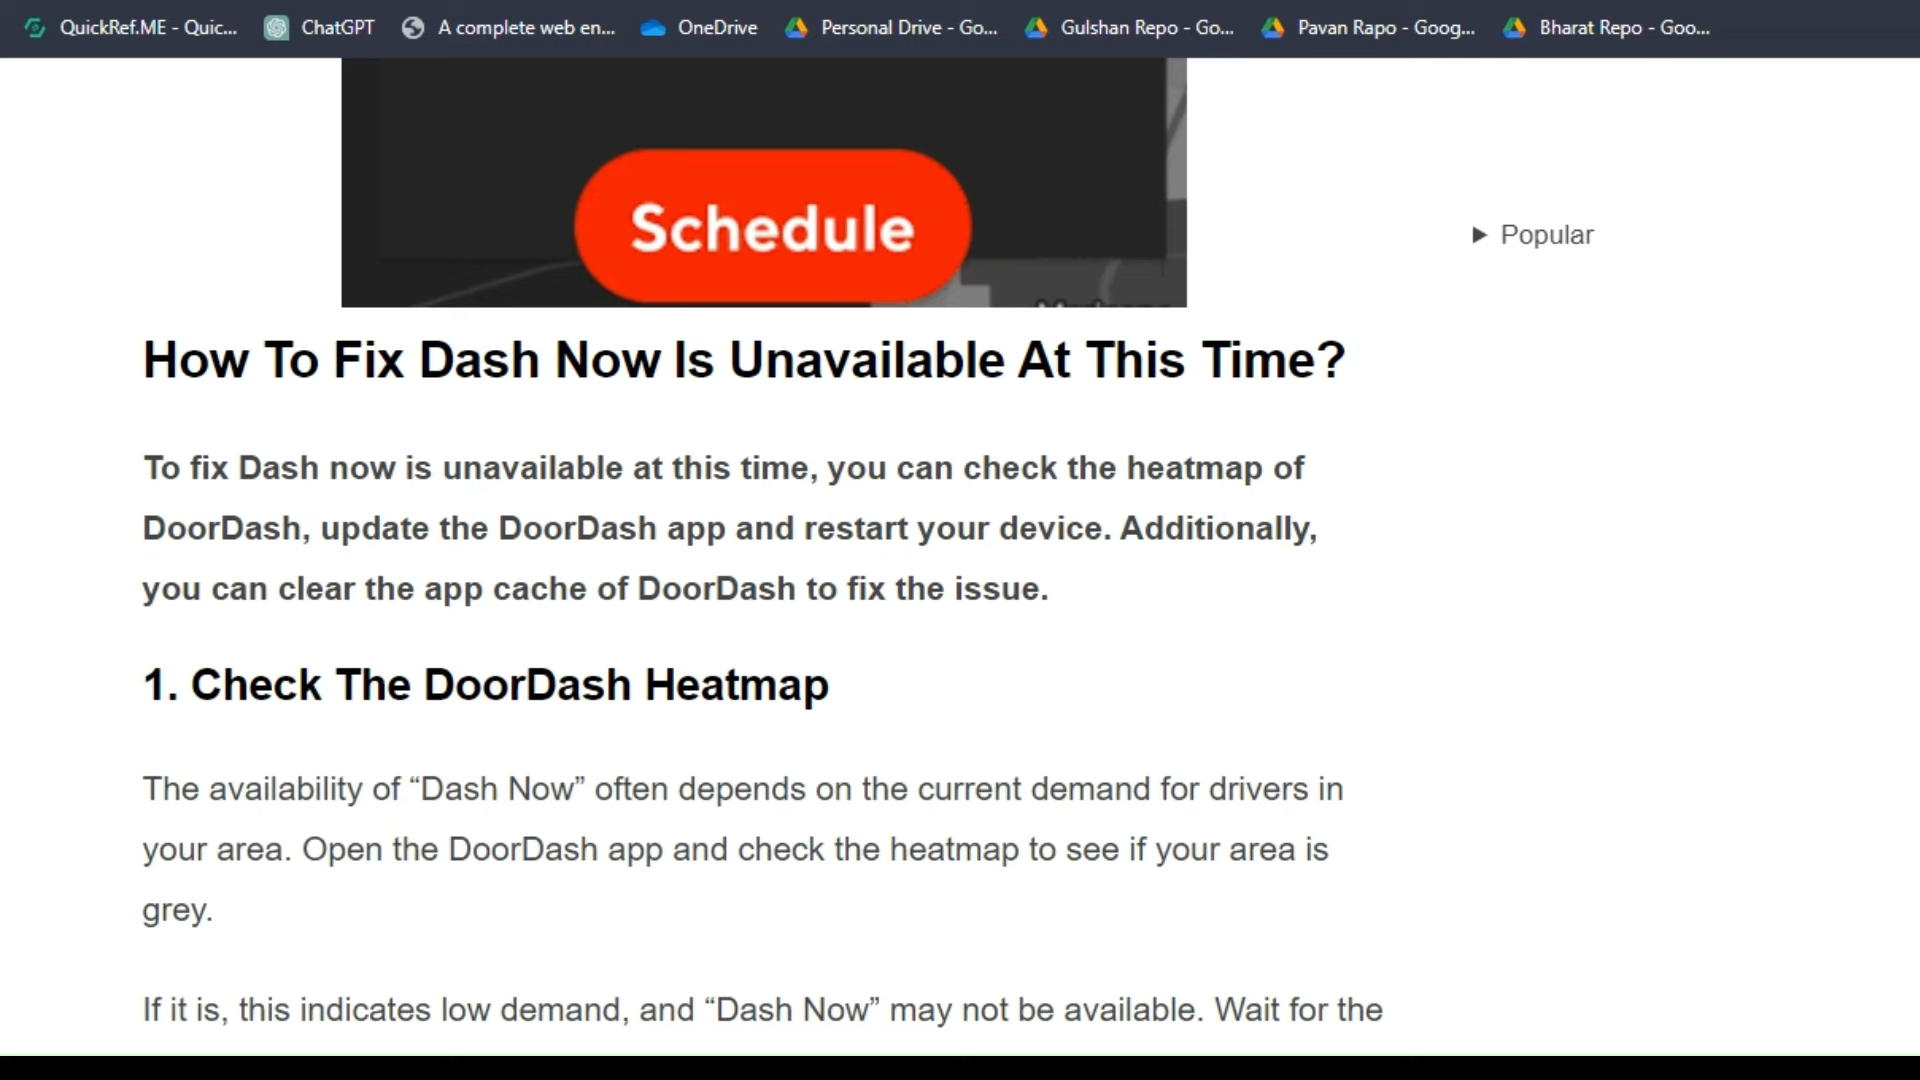 QuickRef.ME - Quic... ChatGPT A complete web en... OneDrive Personal Drive - Go... Gulshan Repo - Go... Pavan Rapo - Goog... Bharat Repo - Goo...
Schedule
▶ Popular
How To Fix Dash Now Is Unavailable At This Time?
To fix Dash now is unavailable at this time, you can check the heatmap of
DoorDash, update the DoorDash app and restart your device. Additionally,
you can clear the app cache of DoorDash to fix the issue.
1. Check The DoorDash Heatmap
The availability of “Dash Now” often depends on the current demand for drivers in
your area. Open the DoorDash app and check the heatmap to see if your area is
grey.
If it is, this indicates low demand, and “Dash Now” may not be available. Wait for the